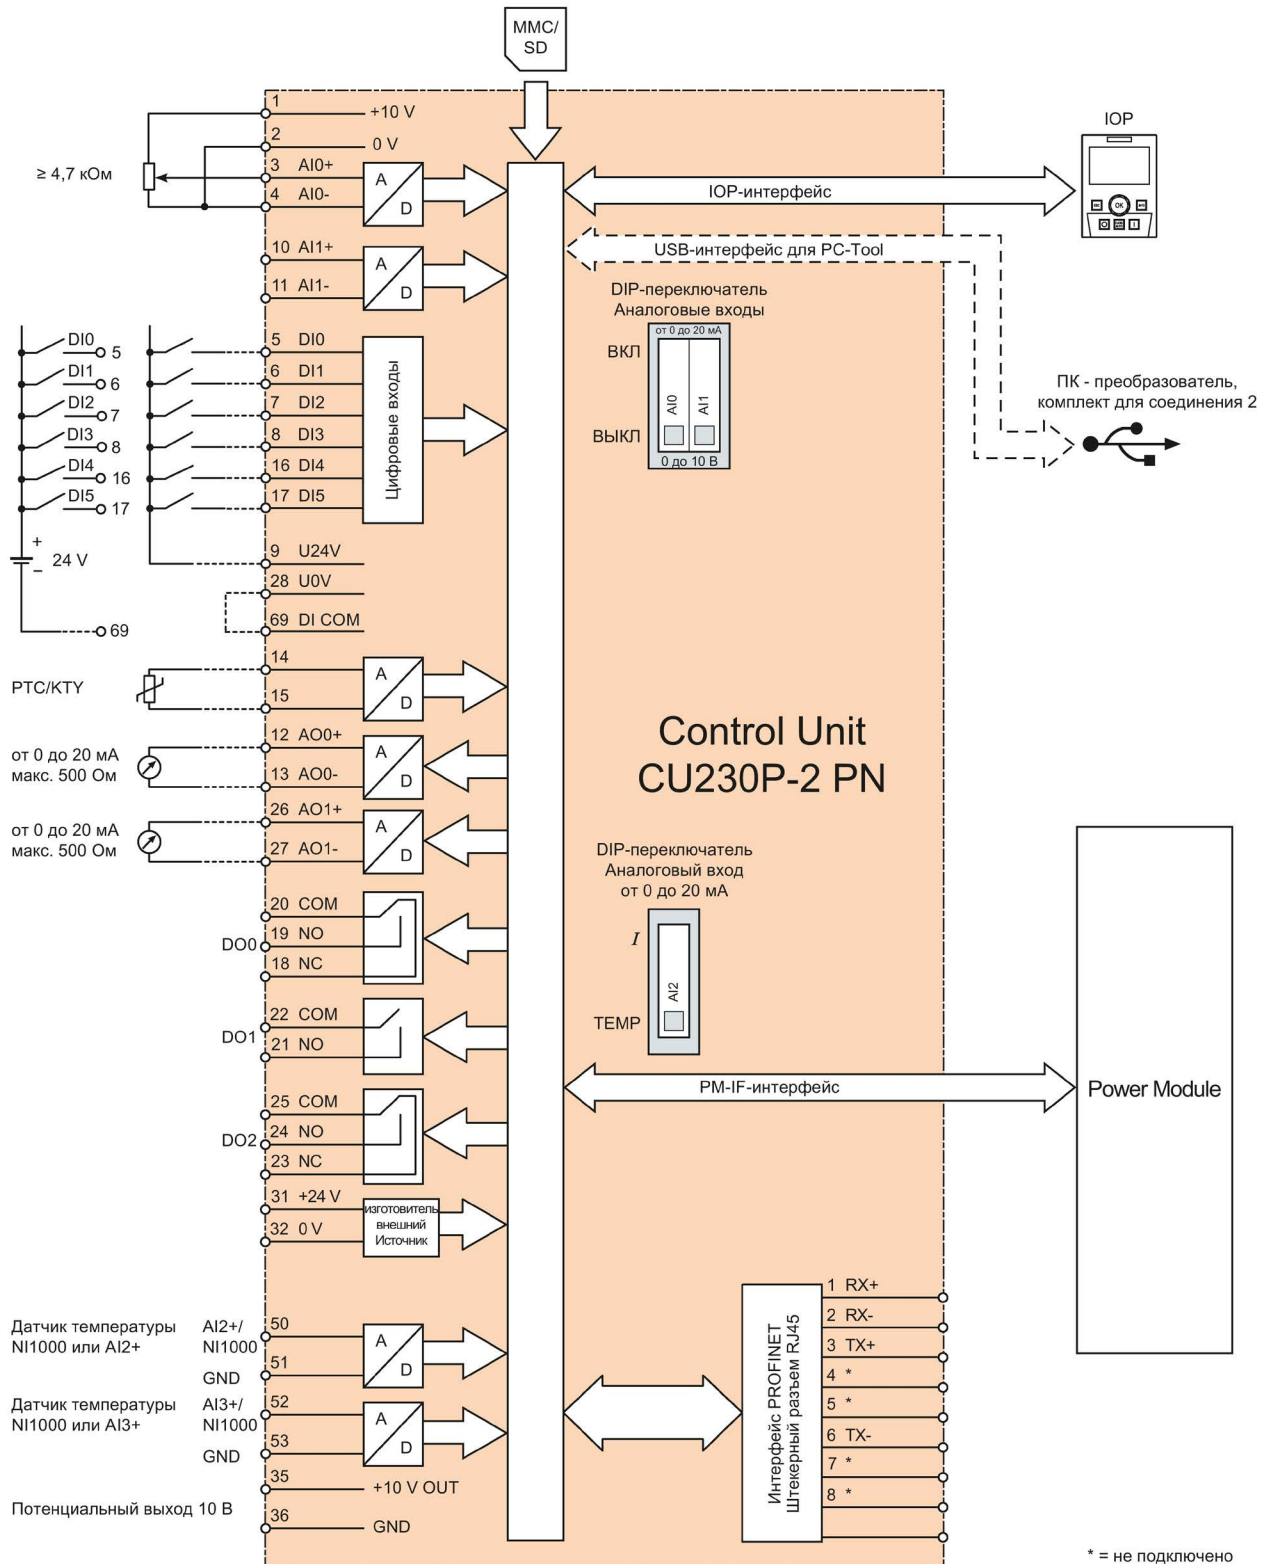 MMC/
SD
1
+10 V
2
0 V
≥ 4,7 кОм
3 AI0+
4 AI0-
A
D
IOP
IOP-интерфейс
10 AI1+
11 AI1-
A
D
USB-интерфейс для PC-Tool
DIP-переключатель
Аналоговые входы
от 0 до 20 мА
ВКЛ
AI0
AI1
ВЫКЛ
0 до 10 В
ПК - преобразователь,
комплект для соединения 2
DI0
5
DI1
6
DI2
7
DI3
8
DI4
16
DI5
17
5 DI0
6 DI1
7 DI2
8 DI3
16 DI4
17 DI5
Цифровые входы
+
24 V
–
69
9 U24V
28 U0V
69 DI COM
PTC/KTY
14
15
A
D
Control Unit
CU230P-2 PN
от 0 до 20 мА
макс. 500 Ом
12 AO0+
13 AO0-
A
D
от 0 до 20 мА
макс. 500 Ом
26 AO1+
27 AO1-
A
D
DIP-переключатель
Аналоговый вход
от 0 до 20 мА
I
AI2
TEMP
DO0
20 COM
19 NO
18 NC
DO1
22 COM
21 NO
PM-IF-интерфейс
Power Module
DO2
25 COM
24 NO
23 NC
31 +24 V
32 0 V
изготовитель
внешний
Источник
Датчик температуры
NI1000 или AI2+
AI2+/
NI1000
GND
50
51
A
D
Датчик температуры
NI1000 или AI3+
AI3+/
NI1000
GND
52
53
A
D
35
+10 V OUT
Потенциальный выход 10 В
36
GND
Интерфейс PROFINET
Штекерный разъем RJ45
1 RX+
2 RX-
3 TX+
4 *
5 *
6 TX-
7 *
8 *
* = не подключено